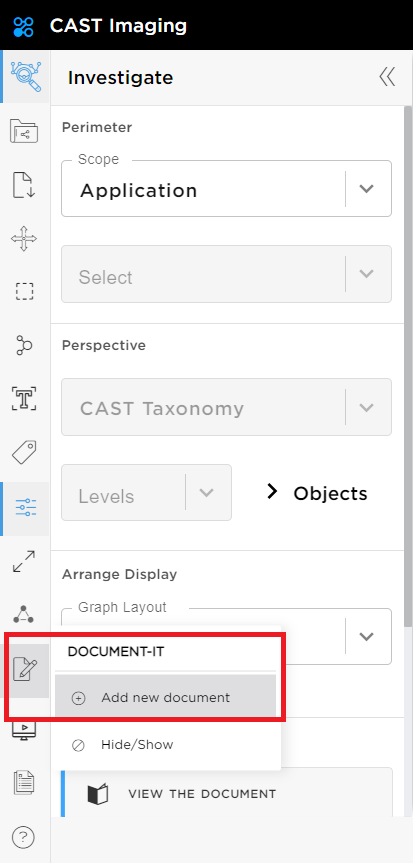 CAST Imaging
Investigate
Perimeter
Scope
Application
Select
Perspective
CAST Taxonomy
Levels
Objects
Arrange Display
Graph Layout
DOCUMENT-IT
Add new document
Hide/Show
VIEW THE DOCUMENT